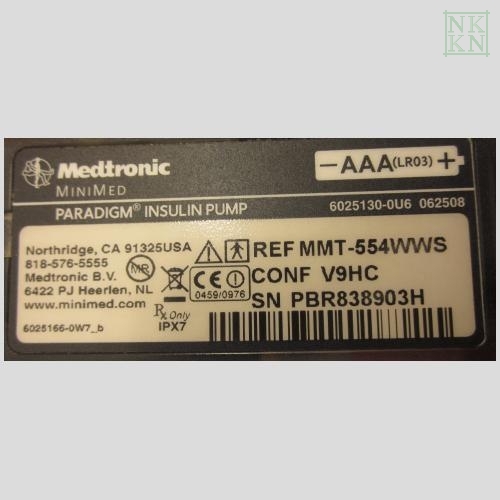 NK
KN
Medtronic
MINIMED
−AAA(LR03)+
PARADIGM® INSULIN PUMP
6025130-0U6 062508
Northridge, CA 91325USA
818-576-5555
Medtronic B.V.
6422 PJ Heerlen, NL
www.minimed.com
6025166-0W7_b
MR
0459/0976
Rx Only
IPX7
REF MMT-554WWS
CONF V9HC
SN PBR838903H